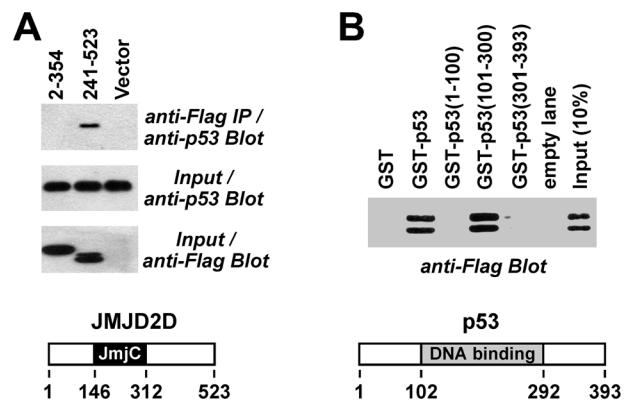 A
2-354
241-523
Vector
anti-Flag IP /
anti-p53 Blot
Input /
anti-p53 Blot
Input /
anti-Flag Blot
JMJD2D
JmjC
1 146 312 523
B
GST
GST-p53
GST-p53(1-100)
GST-p53(101-300)
GST-p53(301-393)
empty lane
Input (10%)
anti-Flag Blot
p53
DNA binding
1 102 292 393